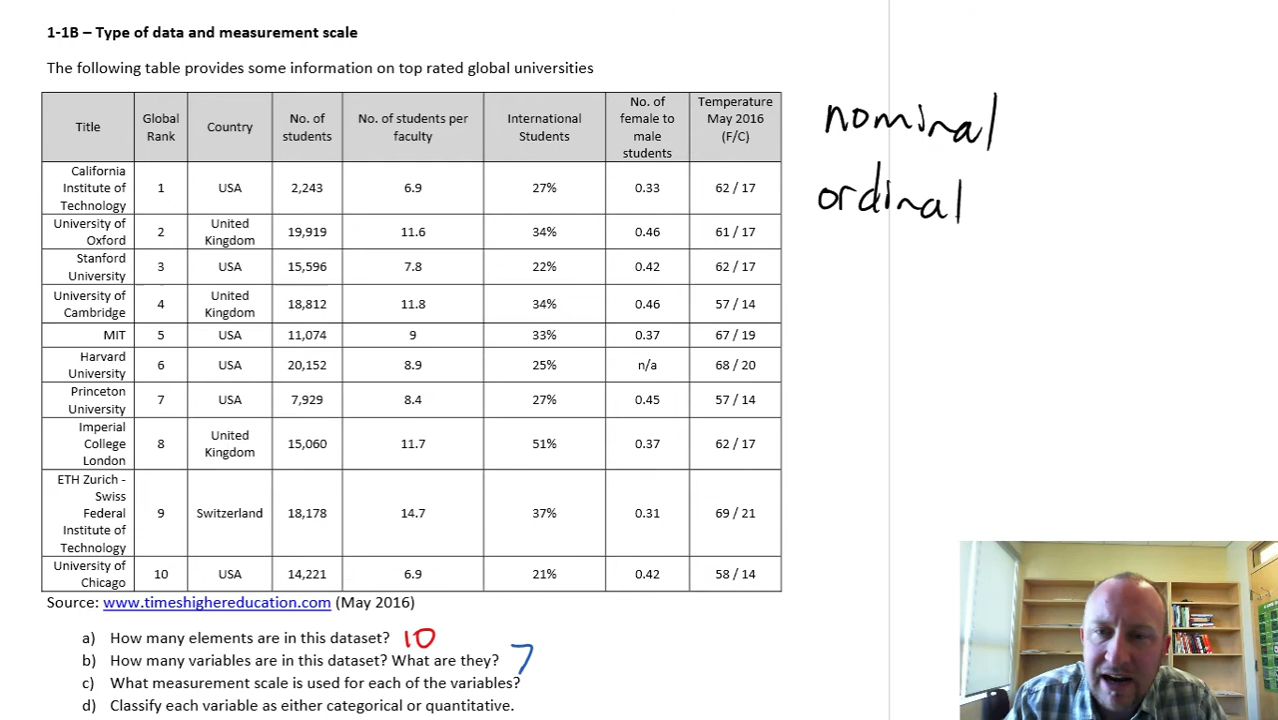 1-1B – Type of data and measurement scale
The following table provides some information on top rated global universities
Title Global Rank Country No. of students No. of students per faculty International Students No. of female to male students Temperature May 2016 (F/C)
California Institute of Technology 1 USA 2,243 6.9 27% 0.33 62 / 17
University of Oxford 2 United Kingdom 19,919 11.6 34% 0.46 61 / 17
Stanford University 3 USA 15,596 7.8 22% 0.42 62 / 17
University of Cambridge 4 United Kingdom 18,812 11.8 34% 0.46 57 / 14
MIT 5 USA 11,074 9 33% 0.37 67 / 19
Harvard University 6 USA 20,152 8.9 25% n/a 68 / 20
Princeton University 7 USA 7,929 8.4 27% 0.45 57 / 14
Imperial College London 8 United Kingdom 15,060 11.7 51% 0.37 62 / 17
ETH Zurich - Swiss Federal Institute of Technology 9 Switzerland 18,178 14.7 37% 0.31 69 / 21
University of Chicago 10 USA 14,221 6.9 21% 0.42 58 / 14
Source: www.timeshighereducation.com (May 2016)
a) How many elements are in this dataset? 10
b) How many variables are in this dataset? What are they? 7
c) What measurement scale is used for each of the variables?
d) Classify each variable as either categorical or quantitative.
nominal
ordinal